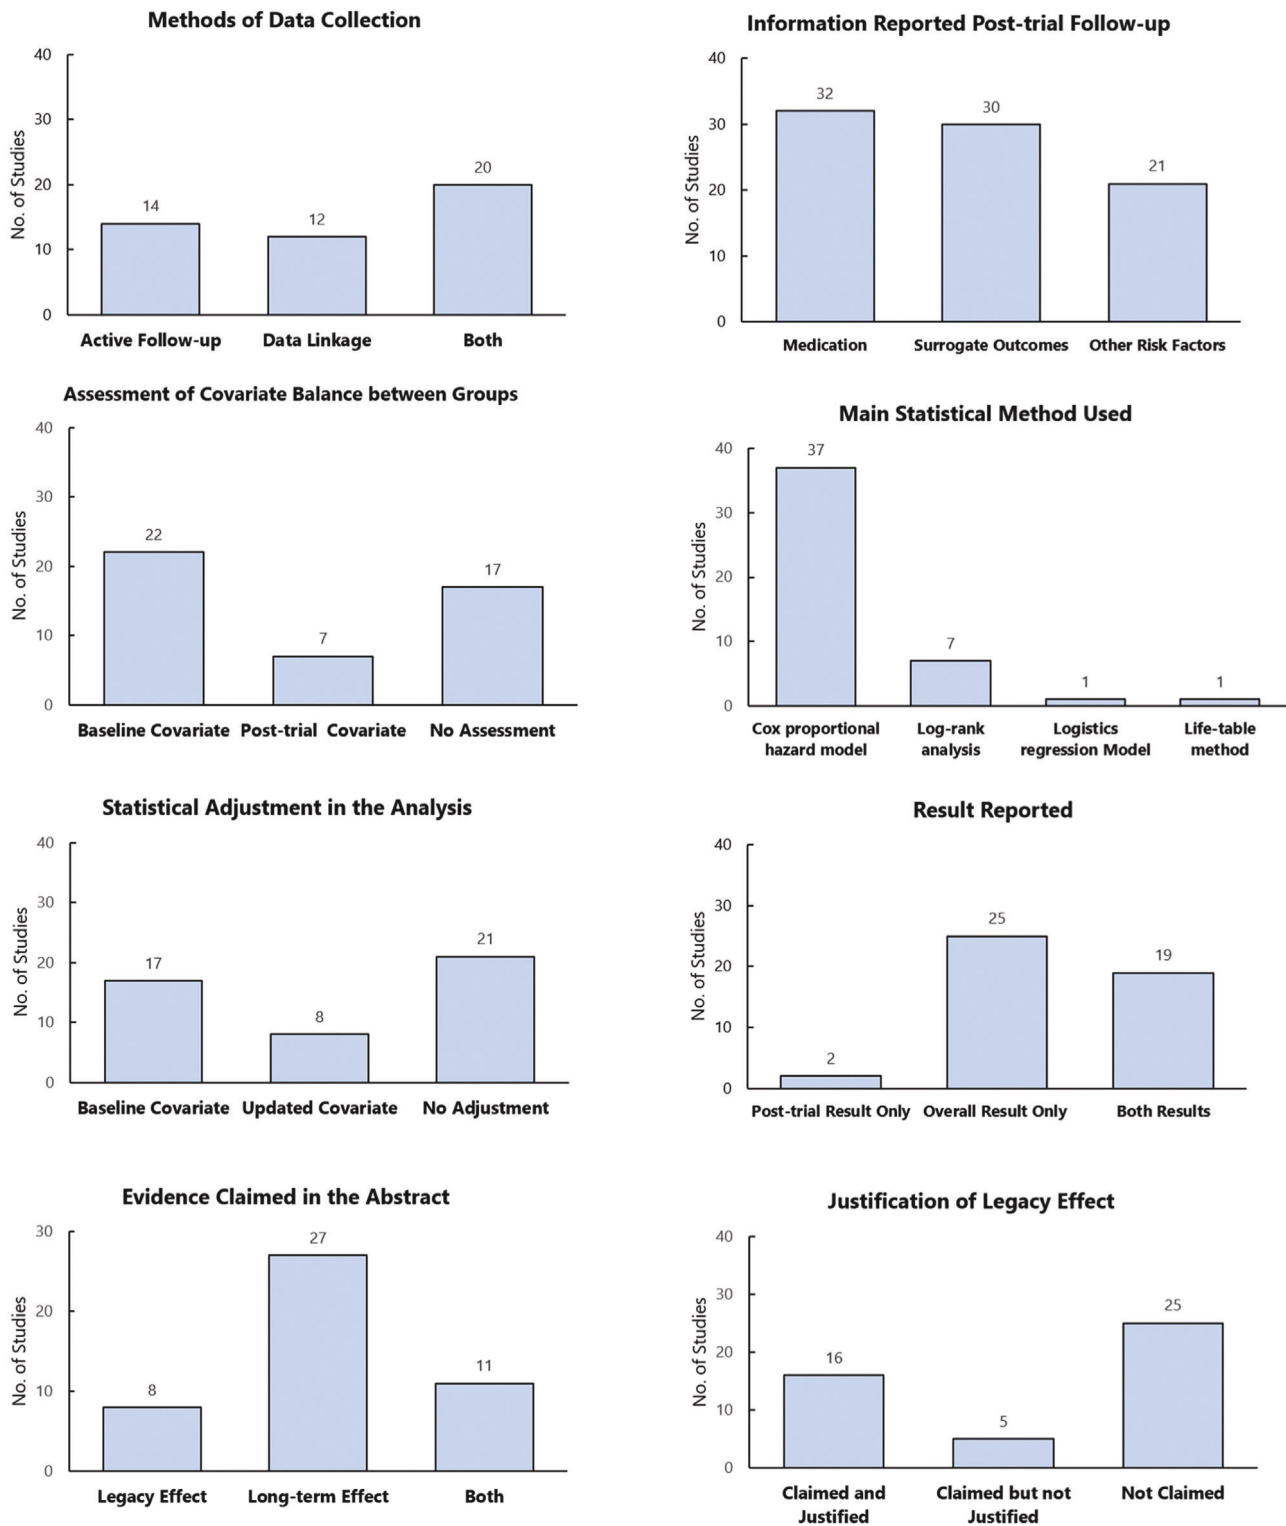 Methods of Data Collection
No. of Studies
40
30
20
10
0
14
12
20
Active Follow-up Data Linkage Both
Information Reported Post-trial Follow-up
No. of Studies
40
30
20
10
0
32
30
21
Medication Surrogate Outcomes Other Risk Factors
Assessment of Covariate Balance between Groups
No. of Studies
40
30
20
10
0
22
7
17
Baseline Covariate Post-trial Covariate No Assessment
Main Statistical Method Used
No. of Studies
40
30
20
10
0
37
7
1
1
Cox proportional
hazard model
Log-rank
analysis
Logistics
regression Model
Life-table
method
Statistical Adjustment in the Analysis
No. of Studies
40
30
20
10
0
17
8
21
Baseline Covariate Updated Covariate No Adjustment
Result Reported
No. of Studies
40
30
20
10
0
2
25
19
Post-trial Result Only Overall Result Only Both Results
Evidence Claimed in the Abstract
No. of Studies
30
20
10
0
8
27
11
Legacy Effect Long-term Effect Both
Justification of Legacy Effect
No. of Studies
40
30
20
10
0
16
5
25
Claimed and
Justified
Claimed but not
Justified
Not Claimed